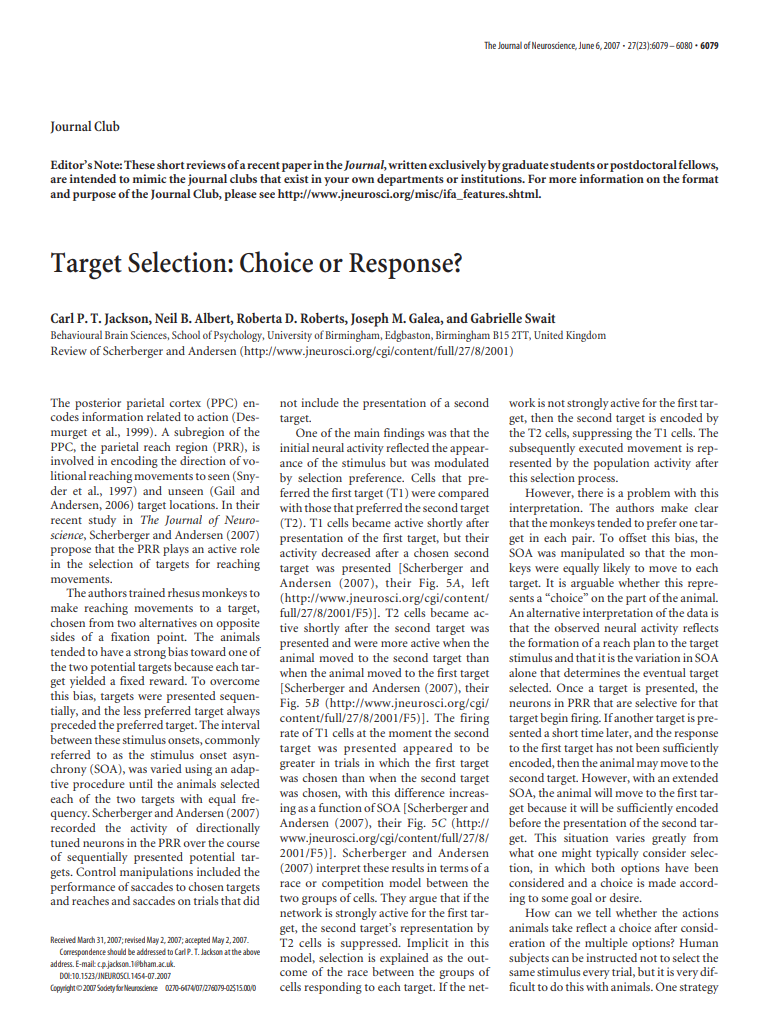 The Journal of Neuroscience, June 6, 2007 • 27(23):6079–6080 • 6079
Journal Club
Editor's Note: These short reviews of a recent paper in the Journal, written exclusively by graduate students or postdoctoral fellows,
are intended to mimic the journal clubs that exist in your own departments or institutions. For more information on the format
and purpose of the Journal Club, please see http://www.jneurosci.org/misc/ifa_features.shtml.
Target Selection: Choice or Response?
Carl P. T. Jackson, Neil B. Albert, Roberta D. Roberts, Joseph M. Galea, and Gabrielle Swait
Behavioural Brain Sciences, School of Psychology, University of Birmingham, Edgbaston, Birmingham B15 2TT, United Kingdom
Review of Scherberger and Andersen (http://www.jneurosci.org/cgi/content/full/27/8/2001)
The posterior parietal cortex (PPC) en-
codes information related to action (Des-
murget et al., 1999). A subregion of the
PPC, the parietal reach region (PRR), is
involved in encoding the direction of vo-
litional reaching movements to seen (Sny-
der et al., 1997) and unseen (Gail and
Andersen, 2006) target locations. In their
recent study in The Journal of Neuro-
science, Scherberger and Andersen (2007)
propose that the PRR plays an active role
in the selection of targets for reaching
movements.
The authors trained rhesus monkeys to
make reaching movements to a target,
chosen from two alternatives on opposite
sides of a fixation point. The animals
tended to have a strong bias toward one of
the two potential targets because each tar-
get yielded a fixed reward. To overcome
this bias, targets were presented sequen-
tially, and the less preferred target always
preceded the preferred target. The interval
between these stimulus onsets, commonly
referred to as the stimulus onset asyn-
chrony (SOA), was varied using an adap-
tive procedure until the animals selected
each of the two targets with equal fre-
quency. Scherberger and Andersen (2007)
recorded the activity of directionally
tuned neurons in the PRR over the course
of sequentially presented potential tar-
gets. Control manipulations included the
performance of saccades to chosen targets
and reaches and saccades on trials that did
Received March 31, 2007; revised May 2, 2007; accepted May 2, 2007.
Correspondence should be addressed to Carl P. T. Jackson at the above
address. E-mail: c.p.jackson.1@bham.ac.uk.
DOI:10.1523/JNEUROSCI.1454-07.2007
Copyright © 2007 Society for Neuroscience 0270-6474/07/276079-02$15.00/0
not include the presentation of a second
target.
One of the main findings was that the
initial neural activity reflected the appear-
ance of the stimulus but was modulated
by selection preference. Cells that pre-
ferred the first target (T1) were compared
with those that preferred the second target
(T2). T1 cells became active shortly after
presentation of the first target, but their
activity decreased after a chosen second
target was presented [Scherberger and
Andersen (2007), their Fig. 5A, left
(http://www.jneurosci.org/cgi/content/
full/27/8/2001/F5)]. T2 cells became ac-
tive shortly after the second target was
presented and were more active when the
animal moved to the second target than
when the animal moved to the first target
[Scherberger and Andersen (2007), their
Fig. 5B (http://www.jneurosci.org/cgi/
content/full/27/8/2001/F5)]. The firing
rate of T1 cells at the moment the second
target was presented appeared to be
greater in trials in which the first target
was chosen than when the second target
was chosen, with this difference increas-
ing as a function of SOA [Scherberger and
Andersen (2007), their Fig. 5C (http://
www.jneurosci.org/cgi/content/full/27/8/
2001/F5)]. Scherberger and Andersen
(2007) interpret these results in terms of a
race or competition model between the
two groups of cells. They argue that if the
network is strongly active for the first tar-
get, the second target's representation by
T2 cells is suppressed. Implicit in this
model, selection is explained as the out-
come of the race between the groups of
cells responding to each target. If the net-
work is not strongly active for the first tar-
get, then the second target is encoded by
the T2 cells, suppressing the T1 cells. The
subsequently executed movement is rep-
resented by the population activity after
this selection process.
However, there is a problem with this
interpretation. The authors make clear
that the monkeys tended to prefer one tar-
get in each pair. To offset this bias, the
SOA was manipulated so that the mon-
keys were equally likely to move to each
target. It is arguable whether this repre-
sents a “choice” on the part of the animal.
An alternative interpretation of the data is
that the observed neural activity reflects
the formation of a reach plan to the target
stimulus and that it is the variation in SOA
alone that determines the eventual target
selected. Once a target is presented, the
neurons in PRR that are selective for that
target begin firing. If another target is pre-
sented a short time later, and the response
to the first target has not been sufficiently
encoded, then the animal may move to the
second target. However, with an extended
SOA, the animal will move to the first tar-
get because it will be sufficiently encoded
before the presentation of the second tar-
get. This situation varies greatly from
what one might typically consider selec-
tion, in which both options have been
considered and a choice is made accord-
ing to some goal or desire.
How can we tell whether the actions
animals take reflect a choice after consid-
eration of the multiple options? Human
subjects can be instructed not to select the
same stimulus every trial, but it is very dif-
ficult to do this with animals. One strategy